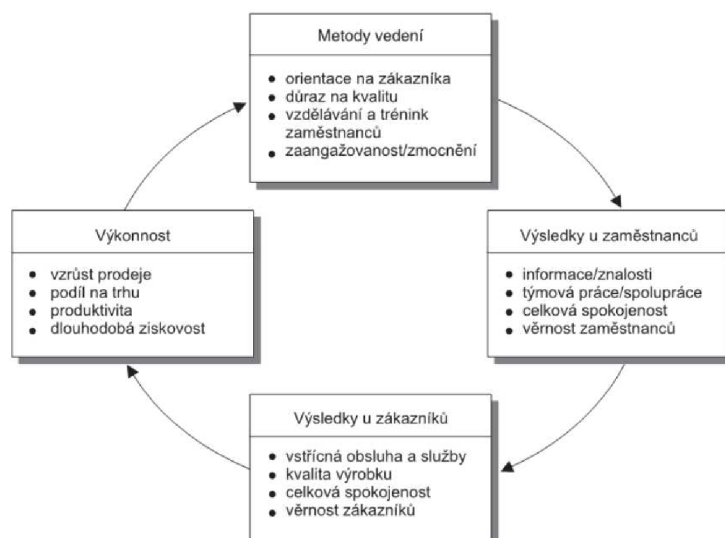 Metody vedení
● orientace na zákazníka
● důraz na kvalitu
● vzdělávání a trénink
zaměstnanců
● zaangažovanost/zmocnění
Výkonnost
● vzrůst prodeje
● podíl na trhu
● produktivita
● dlouhodobá ziskovost
Výsledky u zaměstnanců
● informace/znalosti
● týmová práce/spolupráce
● celková spokojenost
● věrnost zaměstnanců
Výsledky u zákazníků
● vstřícná obsluha a služby
● kvalita výrobku
● celková spokojenost
● věrnost zákazníků